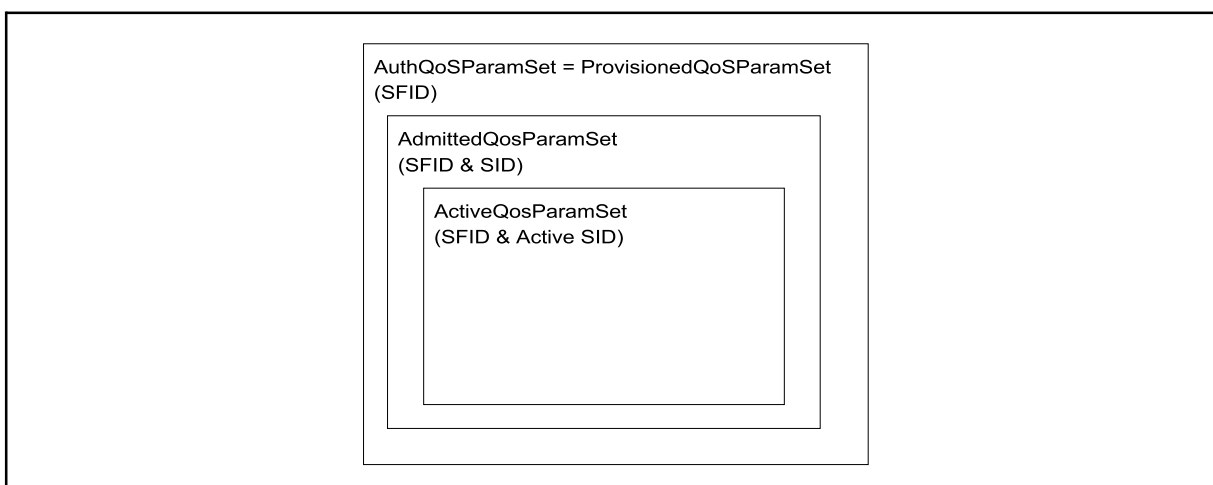 AuthQoSParamSet = ProvisionedQoSParamSet
(SFID)
AdmittedQosParamSet
(SFID & SID)
ActiveQosParamSet
(SFID & Active SID)